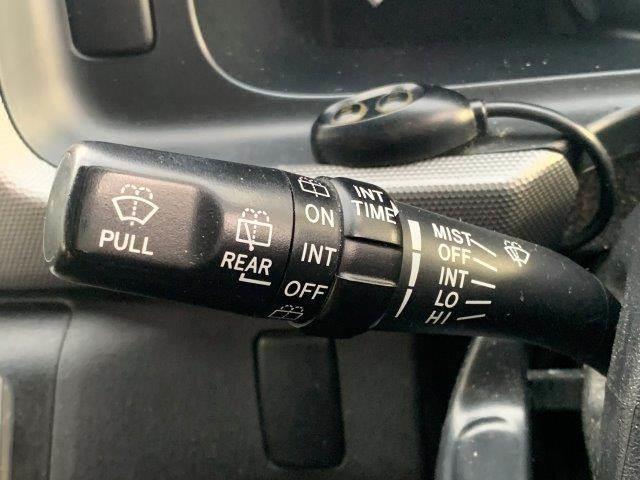 PULL
REAR
ON
INT
OFF
INT
TIME
MIST
OFF
INT
LO
HI